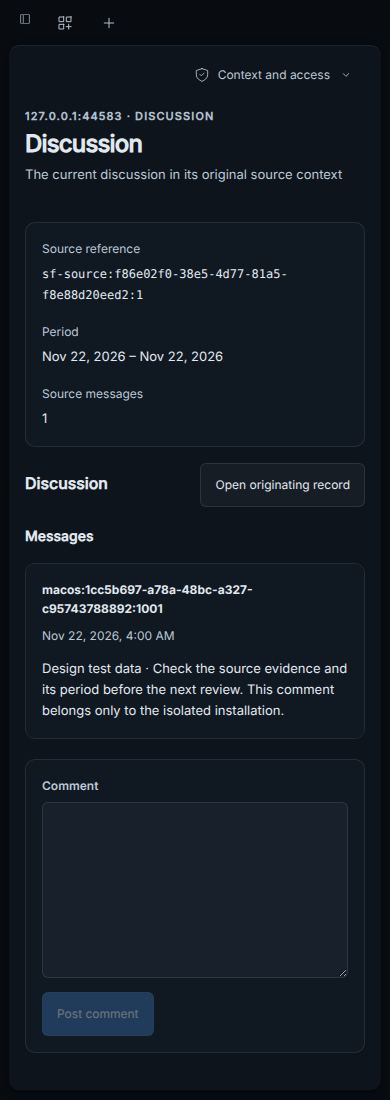 Context and access
127.0.0.1:44583 · DISCUSSION
Discussion
The current discussion in its original source context
Source reference
sf-source:f86e02f0-38e5-4d77-81a5-
f8e88d20eed2:1
Period
Nov 22, 2026 – Nov 22, 2026
Source messages
1
Discussion
Open originating record
Messages
macos:1cc5b697-a78a-48bc-a327-
c95743788892:1001
Nov 22, 2026, 4:00 AM
Design test data · Check the source evidence and
its period before the next review. This comment
belongs only to the isolated installation.
Comment
Post comment